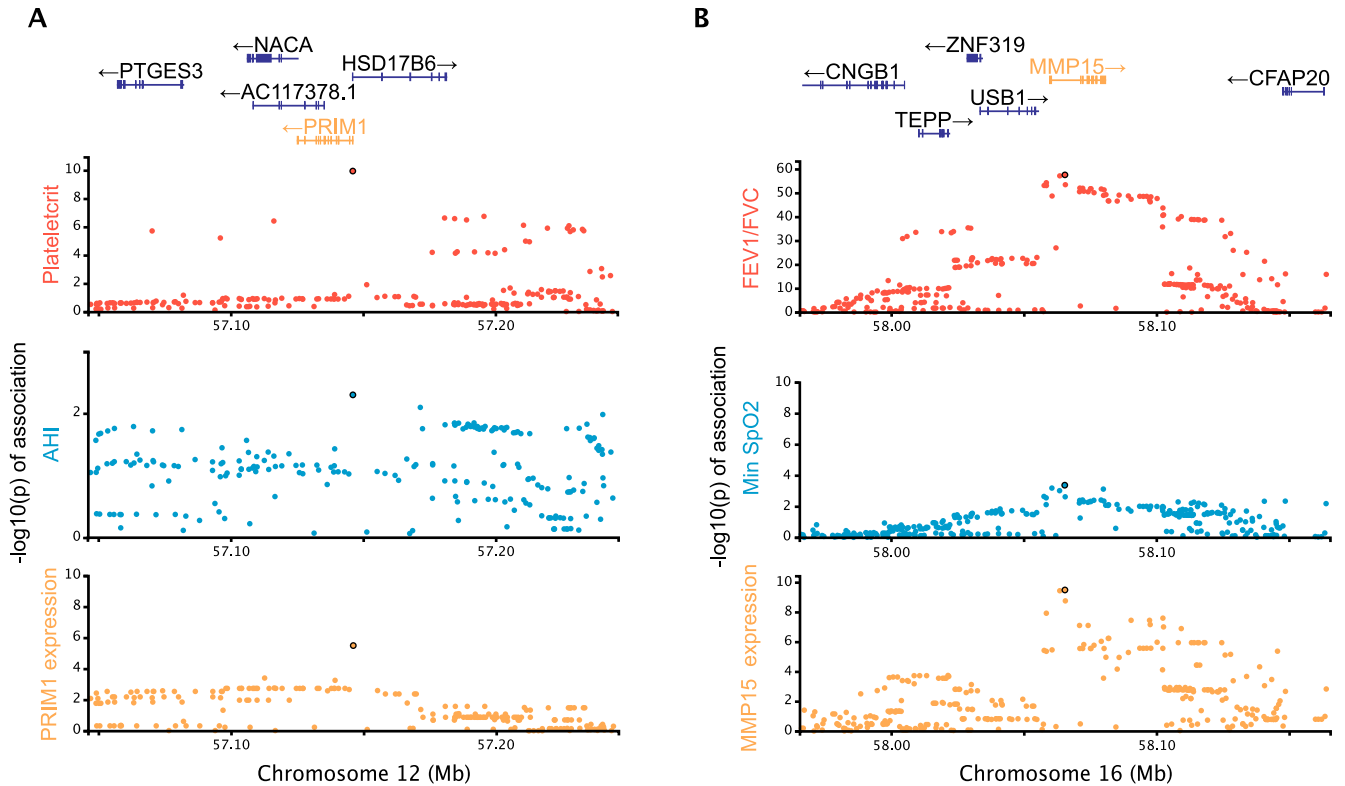 A
←NACA
HSD17B6→
←PTGES3
←AC117378.1
←PRIM1
10
8
6
4
2
0
Plateletcrit
57.10
57.20
2
0
AHI
57.10
57.20
-log10(p) of association
10
8
6
4
2
0
PRIM1 expression
57.10
57.20
Chromosome 12 (Mb)
B
←ZNF319
MMP15→
←CNGB1
←CFAP20
USB1→
TEPP→
60
50
40
30
20
10
0
FEV1/FVC
58.00
58.10
10
8
6
4
2
0
Min SpO2
58.00
58.10
-log10(p) of association
10
8
6
4
2
0
MMP15 expression
58.00
58.10
Chromosome 16 (Mb)